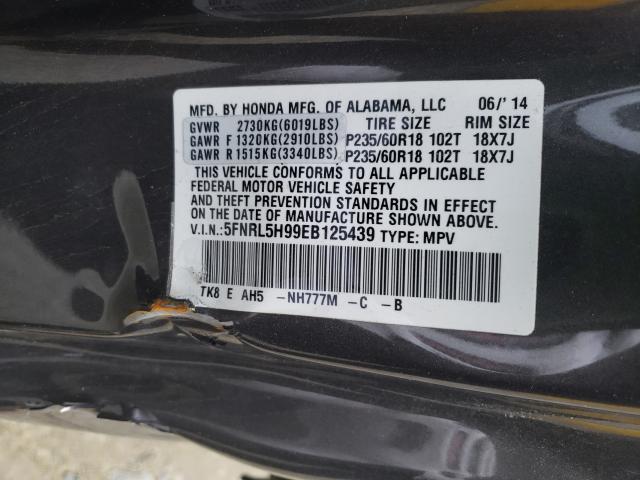 MFD. BY HONDA MFG. OF ALABAMA, LLC 06/'14
GVWR 2730KG(6019LBS) TIRE SIZE RIM SIZE
GAWR F 1320KG(2910LBS) P235/60R18 102T 18X7J
GAWR R 1515KG(3340LBS) P235/60R18 102T 18X7J
THIS VEHICLE CONFORMS TO ALL APPLICABLE
FEDERAL MOTOR VEHICLE SAFETY
AND THEFT PREVENTION STANDARDS IN EFFECT
ON THE DATE OF MANUFACTURE SHOWN ABOVE.
V.I.N.:5FNRL5H99EB125439 TYPE: MPV
TK8 E AH5 -NH777M -C -B